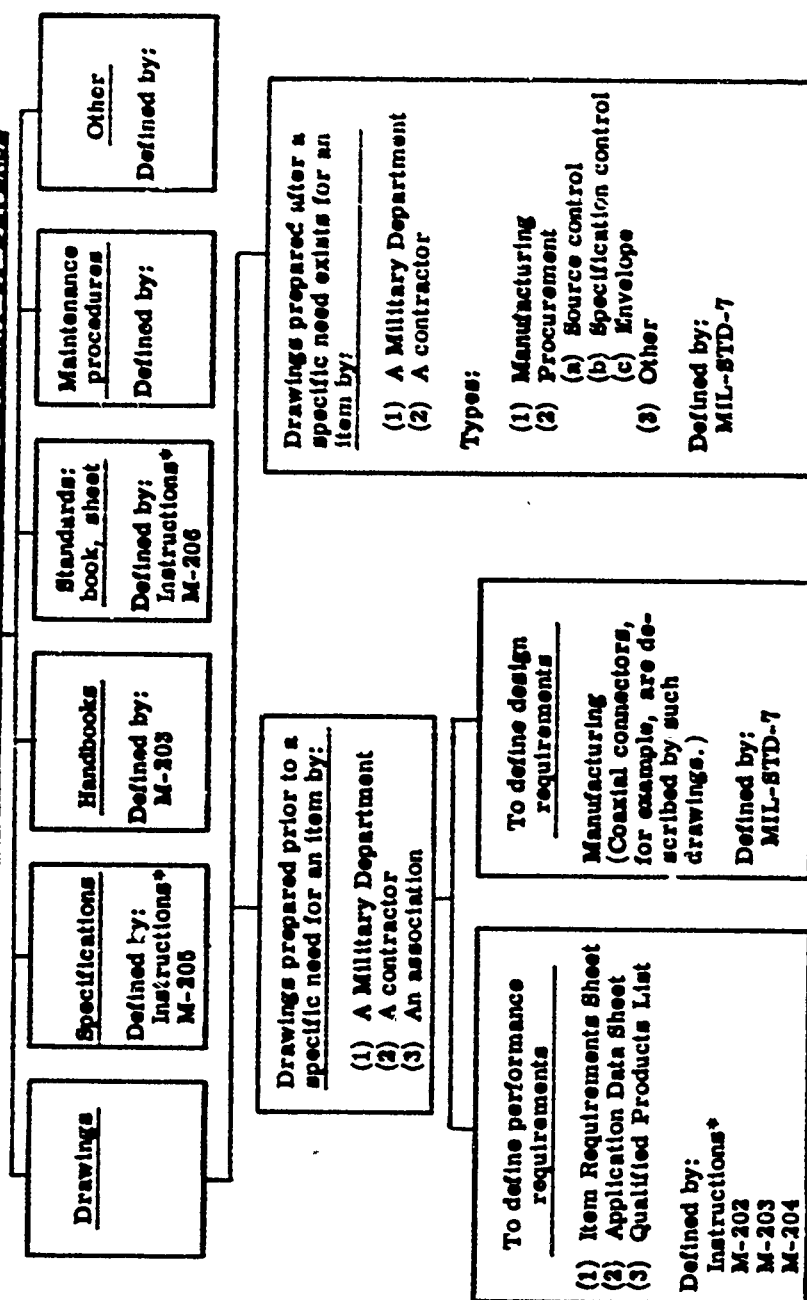 Drawings
Specifications
Defined by:
Instructions*
M-205
Handbooks
Defined by:
M-203
Standards:
book, sheet
Defined by:
Instructions*
M-206
Maintenance
procedures
Defined by:
Other
Defined by:
Drawings prepared prior to a
specific need for an item by:
(1) A Military Department
(2) A contractor
(3) An association
Drawings prepared after a
specific need exists for an
item by:
(1) A Military Department
(2) A contractor
Types:
(1) Manufacturing
(2) Procurement
(a) Source control
(b) Specification control
(c) Envelope
(3) Other
Defined by:
MIL-STD-7
To define performance
requirements
(1) Item Requirements Sheet
(2) Application Data Sheet
(3) Qualified Products List
Defined by:
Instructions*
M-202
M-203
M-204
To define design
requirements
Manufacturing
(Coaxial connectors,
for example, are de-
scribed by such
drawings.)
Defined by:
MIL-STD-7